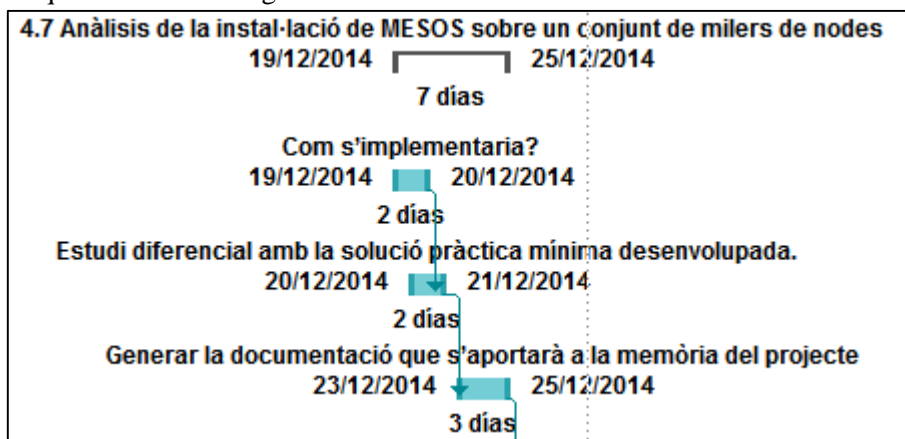 4.7 Anàlisis de la instal·lació de MESOS sobre un conjunt de milers de nodes
19/12/2014 25/12/2014
7 días
Com s'implementaria?
19/12/2014 20/12/2014
2 días
Estudi diferencial amb la solució pràctica mínima desenvolupada.
20/12/2014 21/12/2014
2 días
Generar la documentació que s'aportarà a la memòria del projecte
23/12/2014 25/12/2014
3 días